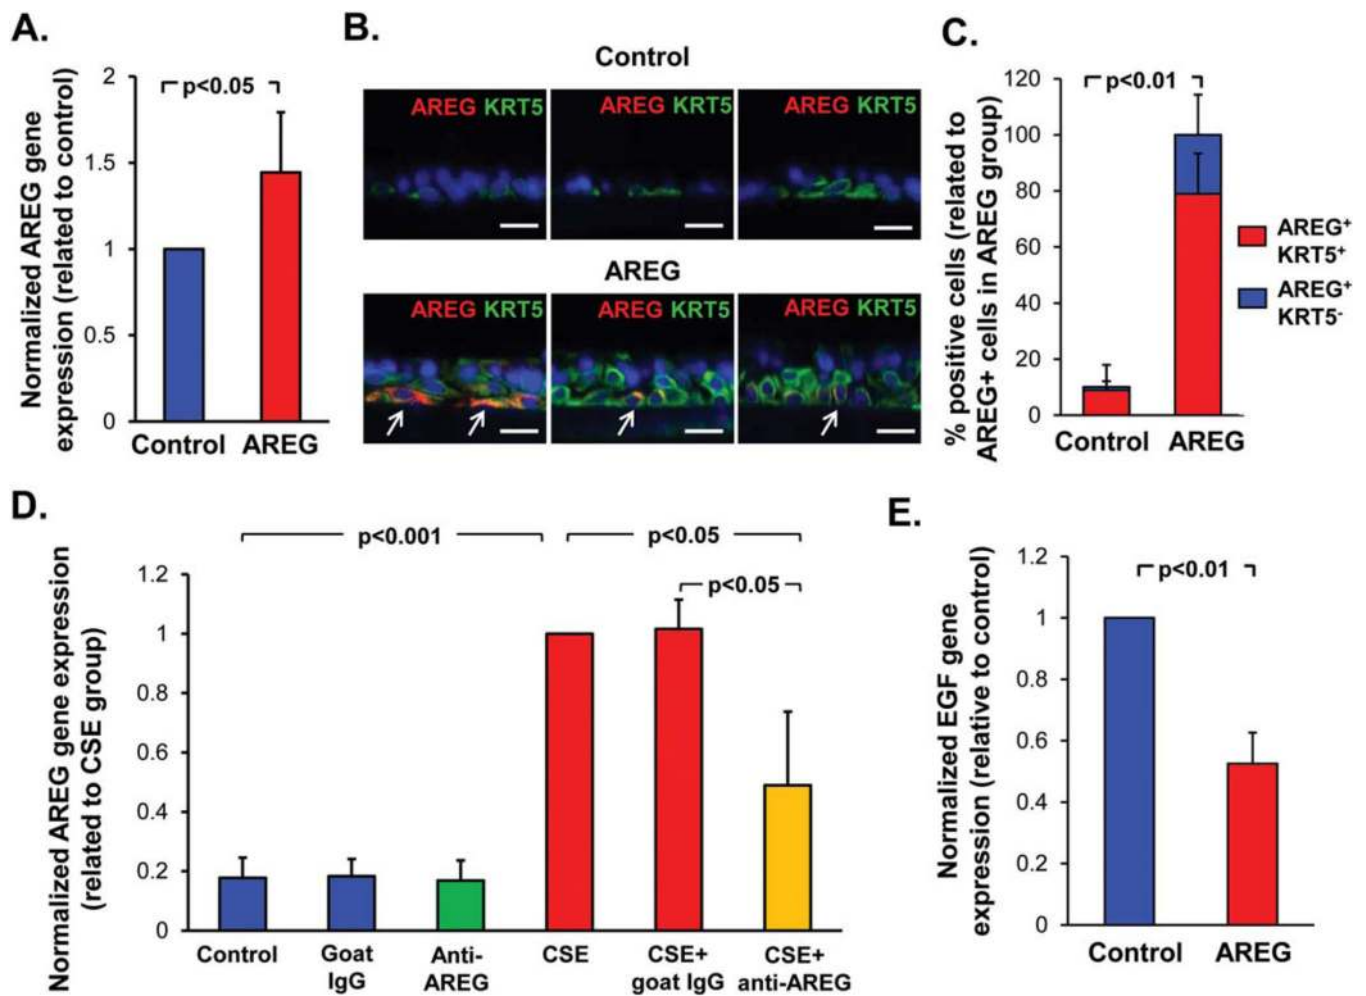 A.
Normalized AREG gene
expression (related to control)
2
1.5
1
0.5
0
p<0.05
Control
AREG
B.
Control
AREG KRT5
AREG KRT5
AREG KRT5
AREG
AREG KRT5
AREG KRT5
AREG KRT5
C.
% positive cells (related to
AREG+ cells in AREG group)
120
100
80
60
40
20
0
p<0.01
Control
AREG
AREG⁺
KRT5⁺
AREG⁺
KRT5⁻
D.
Normalized AREG gene expression
(related to CSE group)
p<0.001
p<0.05
p<0.05
1.2
1
0.8
0.6
0.4
0.2
0
Control
Goat
IgG
Anti-
AREG
CSE
CSE+
goat IgG
CSE+
anti-AREG
E.
Normalized EGF gene
expression (relative to control)
1.2
1
0.8
0.6
0.4
0.2
0
p<0.01
Control
AREG